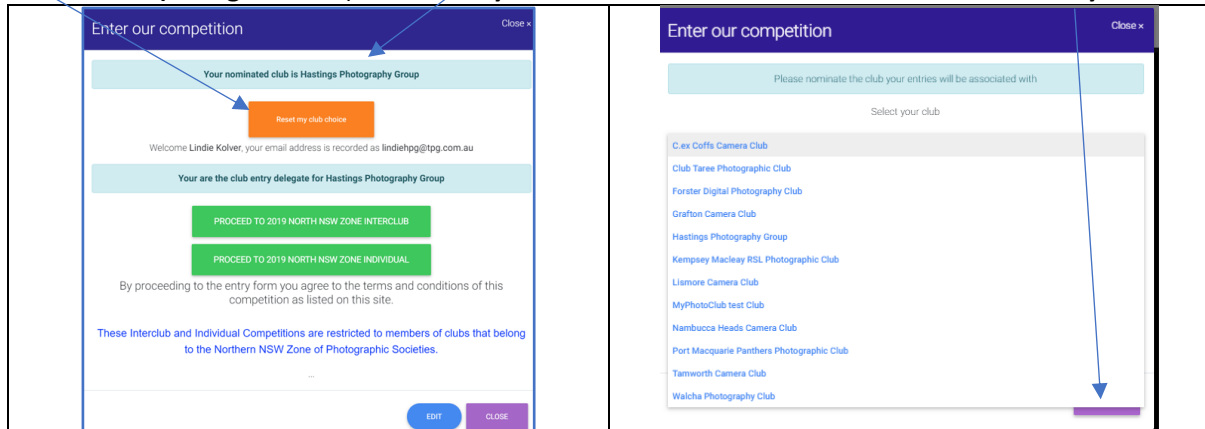 Enter our competition
Close ×
Your nominated club is Hastings Photography Group
Reset my club choice
Welcome Lindie Kolver, your email address is recorded as lindiehpg@tpg.com.au
Your are the club entry delegate for Hastings Photography Group
PROCEED TO 2019 NORTH NSW ZONE INTERCLUB
PROCEED TO 2019 NORTH NSW ZONE INDIVIDUAL
By proceeding to the entry form you agree to the terms and conditions of this
competition as listed on this site.
These Interclub and Individual Competitions are restricted to members of clubs that belong
to the Northern NSW Zone of Photographic Societies.
...
EDIT
CLOSE
Enter our competition
Close ×
Please nominate the club your entries will be associated with
Select your club
C.ex Coffs Camera Club
Club Taree Photographic Club
Forster Digital Photography Club
Grafton Camera Club
Hastings Photography Group
Kempsey Macleay RSL Photographic Club
Lismore Camera Club
MyPhotoClub test Club
Nambucca Heads Camera Club
Port Macquarie Panthers Photographic Club
Tamworth Camera Club
Walcha Photography Club